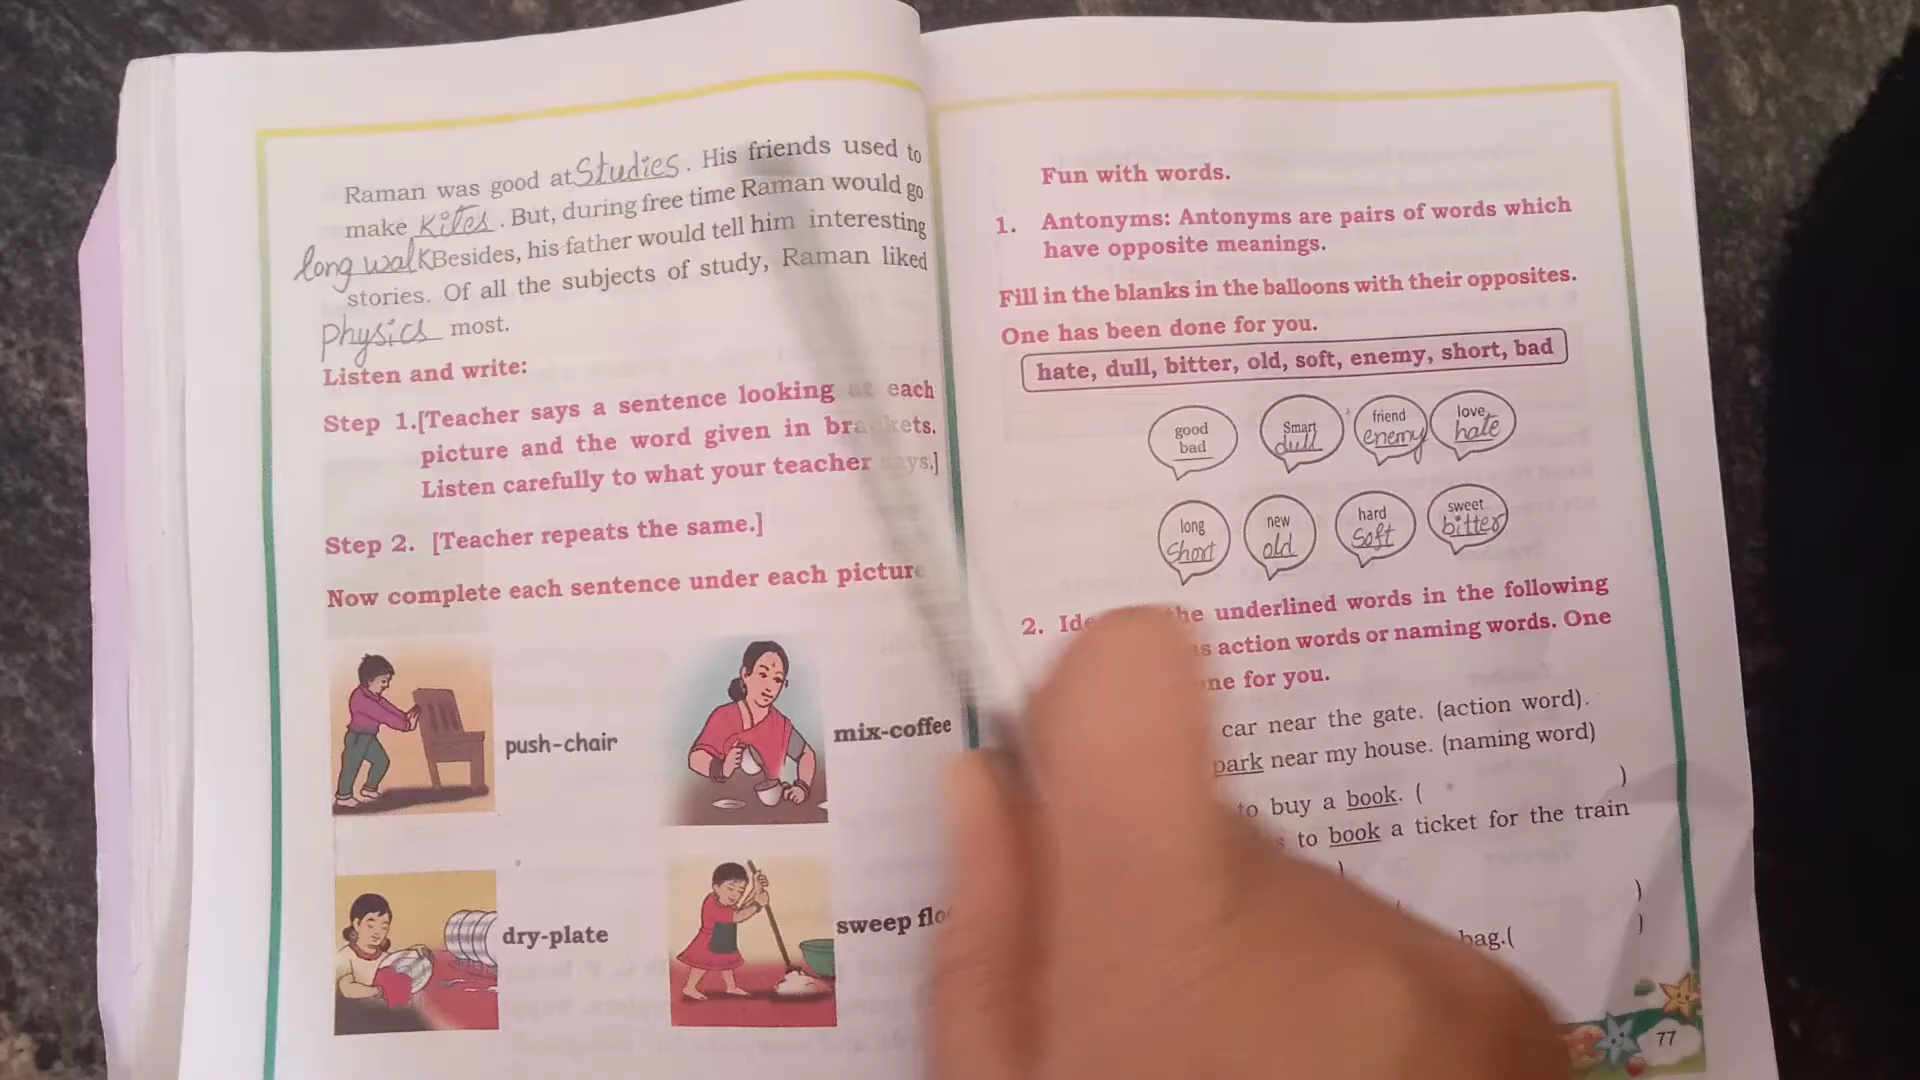 Raman was good at Studies. His friends used to
make kites. But, during free time Raman would go
long walk Besides, his father would tell him interesting
stories. Of all the subjects of study, Raman liked
physics most.
Listen and write:
Step 1.[Teacher says a sentence looking at each
picture and the word given in brackets.
Listen carefully to what your teacher says.]
Step 2. [Teacher repeats the same.]
Now complete each sentence under each picture
push-chair
mix-coffee
dry-plate
sweep
Fun with words.
1. Antonyms: Antonyms are pairs of words which
have opposite meanings.
Fill in the blanks in the balloons with their opposites.
One has been done for you.
hate, dull, bitter, old, soft, enemy, short, bad
good
bad
Smart
dull
friend
enemy
love
hate
long
short
new
old
hard
soft
sweet
bitter
2. the underlined words in the following
action words or naming words. One
for you.
car near the gate. (action word).
park near my house. (naming word)
to buy a book. ( )
to book a ticket for the train
)
( )
bag.( )
77